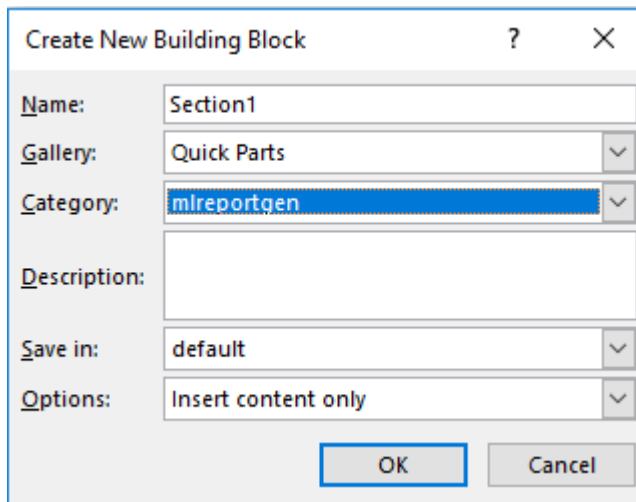 Create New Building Block ?
Name: Section1
Gallery: Quick Parts
Category: mlreportgen
Description:
Save in: default
Options: Insert content only
OK Cancel